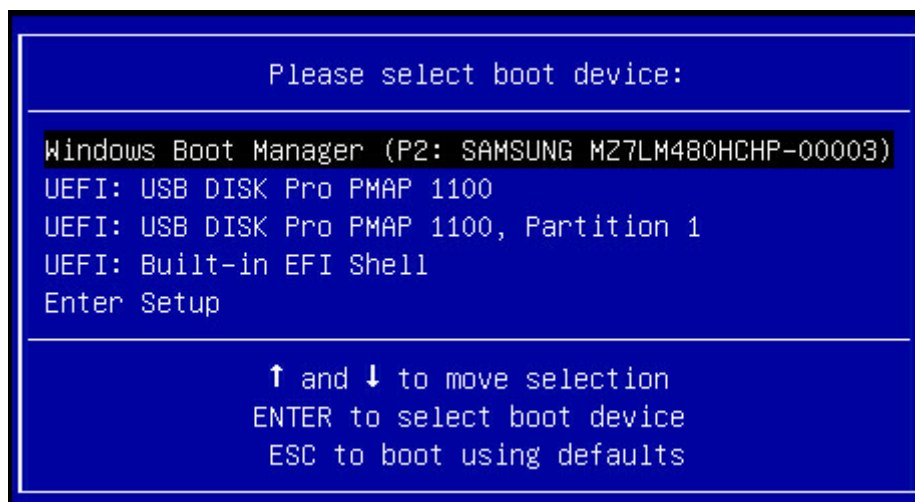 Please select boot device:
Windows Boot Manager (P2: SAMSUNG MZ7LM480HCHP-00003)
UEFI: USB DISK Pro PMAP 1100
UEFI: USB DISK Pro PMAP 1100, Partition 1
UEFI: Built-in EFI Shell
Enter Setup
↑ and ↓ to move selection
ENTER to select boot device
ESC to boot using defaults